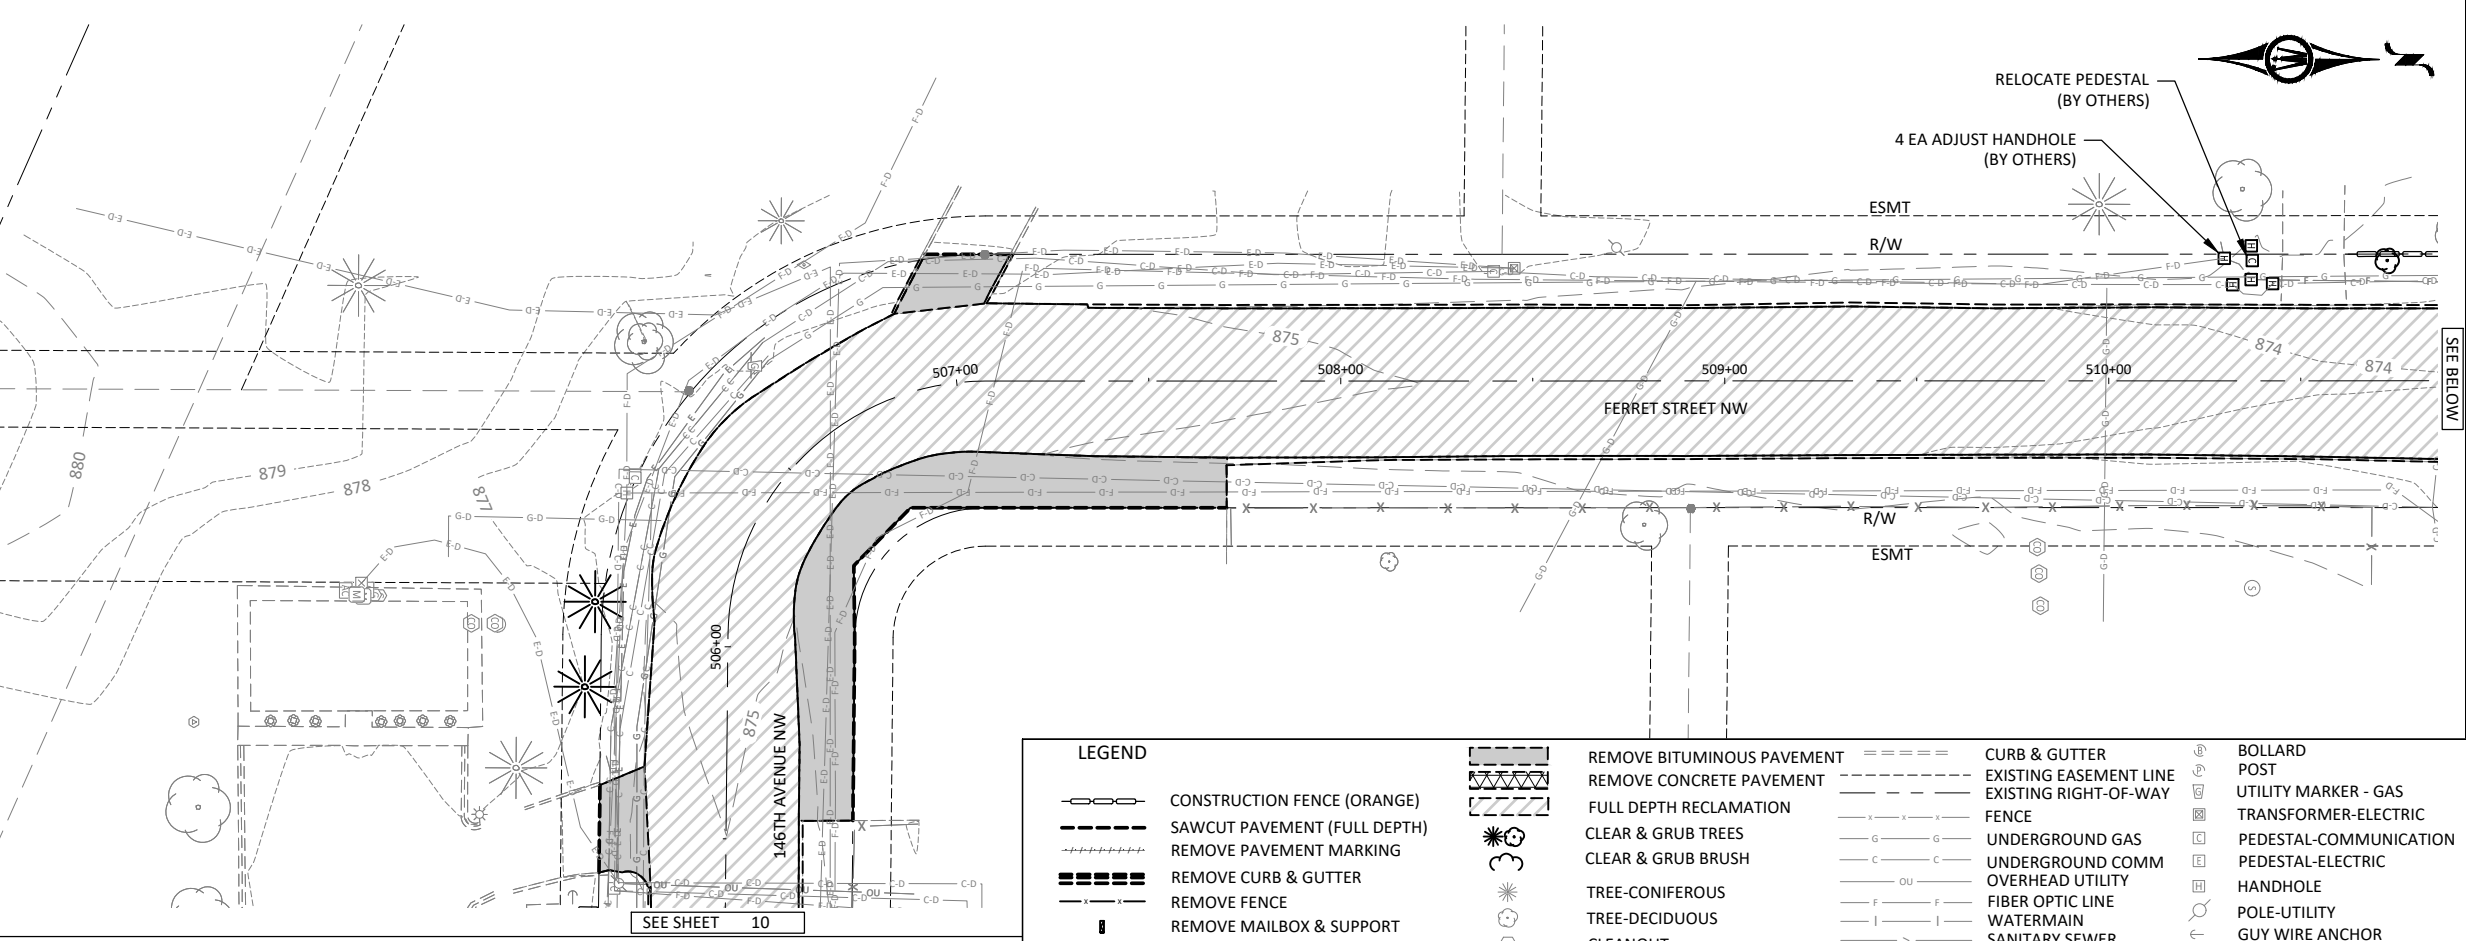 RELOCATE PEDESTAL
(BY OTHERS)
4 EA ADJUST HANDHOLE
(BY OTHERS)
ESMT
R/W
875
874
874
507+00
508+00
509+00
510+00
FERRET STREET NW
SEE BELOW
880
879
878
877
R/W
ESMT
506+00
875
146TH AVENUE NW
SEE SHEET 10
LEGEND
CONSTRUCTION FENCE (ORANGE)
SAWCUT PAVEMENT (FULL DEPTH)
REMOVE PAVEMENT MARKING
REMOVE CURB & GUTTER
REMOVE FENCE
REMOVE MAILBOX & SUPPORT
REMOVE BITUMINOUS PAVEMENT
REMOVE CONCRETE PAVEMENT
FULL DEPTH RECLAMATION
CLEAR & GRUB TREES
CLEAR & GRUB BRUSH
TREE-CONIFEROUS
TREE-DECIDUOUS
CLEANOUT
CURB & GUTTER
EXISTING EASEMENT LINE
EXISTING RIGHT-OF-WAY
FENCE
UNDERGROUND GAS
UNDERGROUND COMM
OVERHEAD UTILITY
FIBER OPTIC LINE
WATERMAIN
SANITARY SEWER
BOLLARD
POST
UTILITY MARKER - GAS
TRANSFORMER-ELECTRIC
PEDESTAL-COMMUNICATION
PEDESTAL-ELECTRIC
HANDHOLE
POLE-UTILITY
GUY WIRE ANCHOR